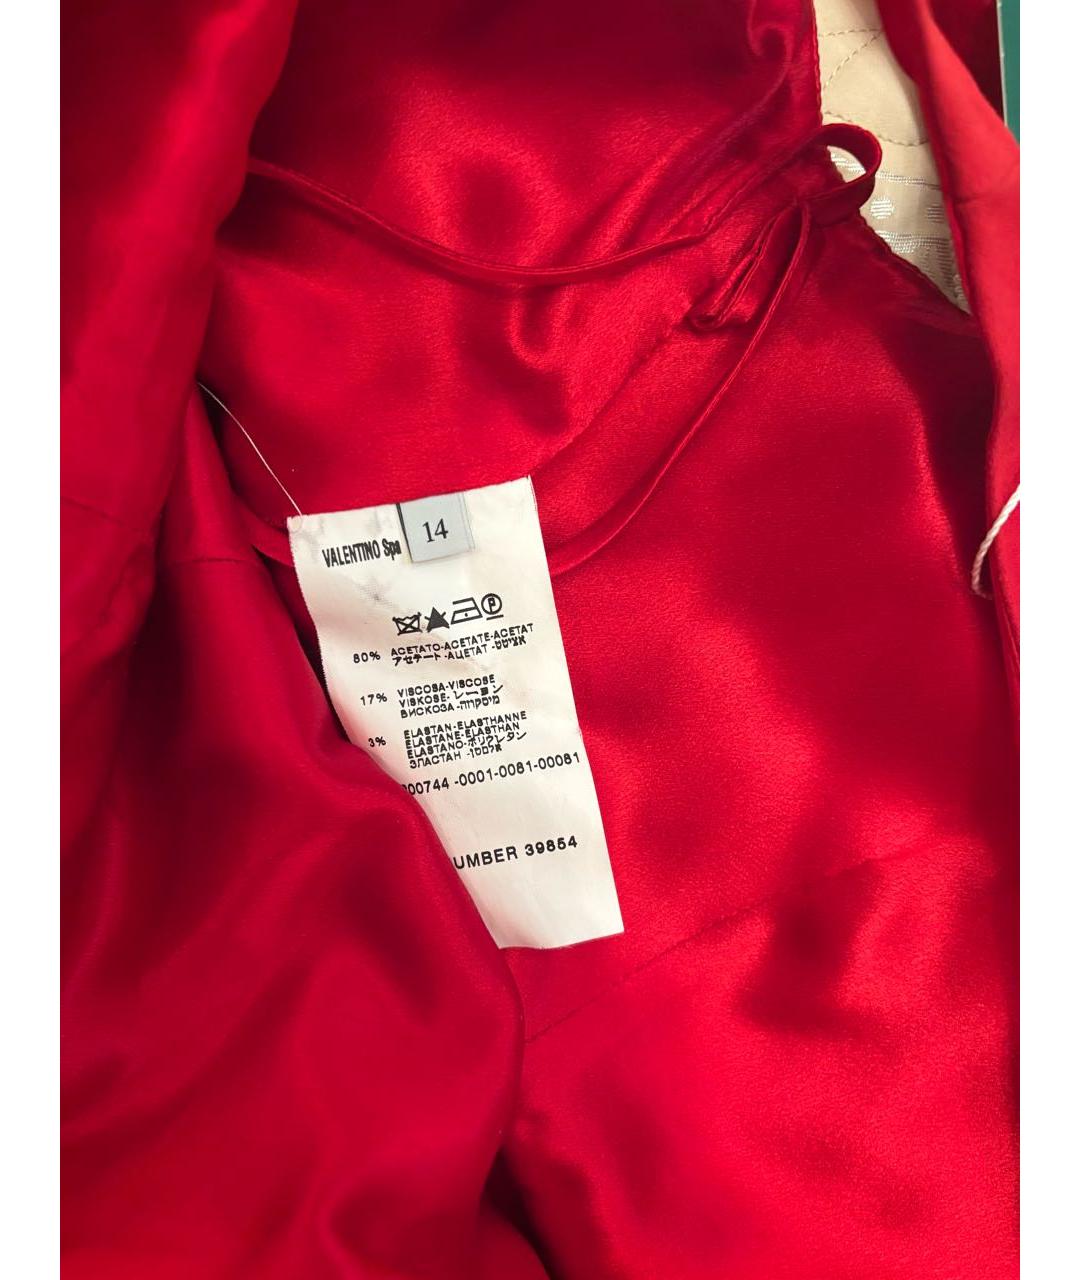 VALENTINO Spa
14
80% ACETATO-ACETATE-ACETAT
アセテート-АЦЕТАТ-אציטט
17% VISCOSA-VISCOSE
VISKOSE-レーヨン
ВИСКОЗА-
3% ELASTAN-ELASTHANNE
ELASTANE-ELASTHAN
ELASTANO-ポリウレタン
ЭЛАСТАН-
00744 -0001-0081-00081
UMBER 39854